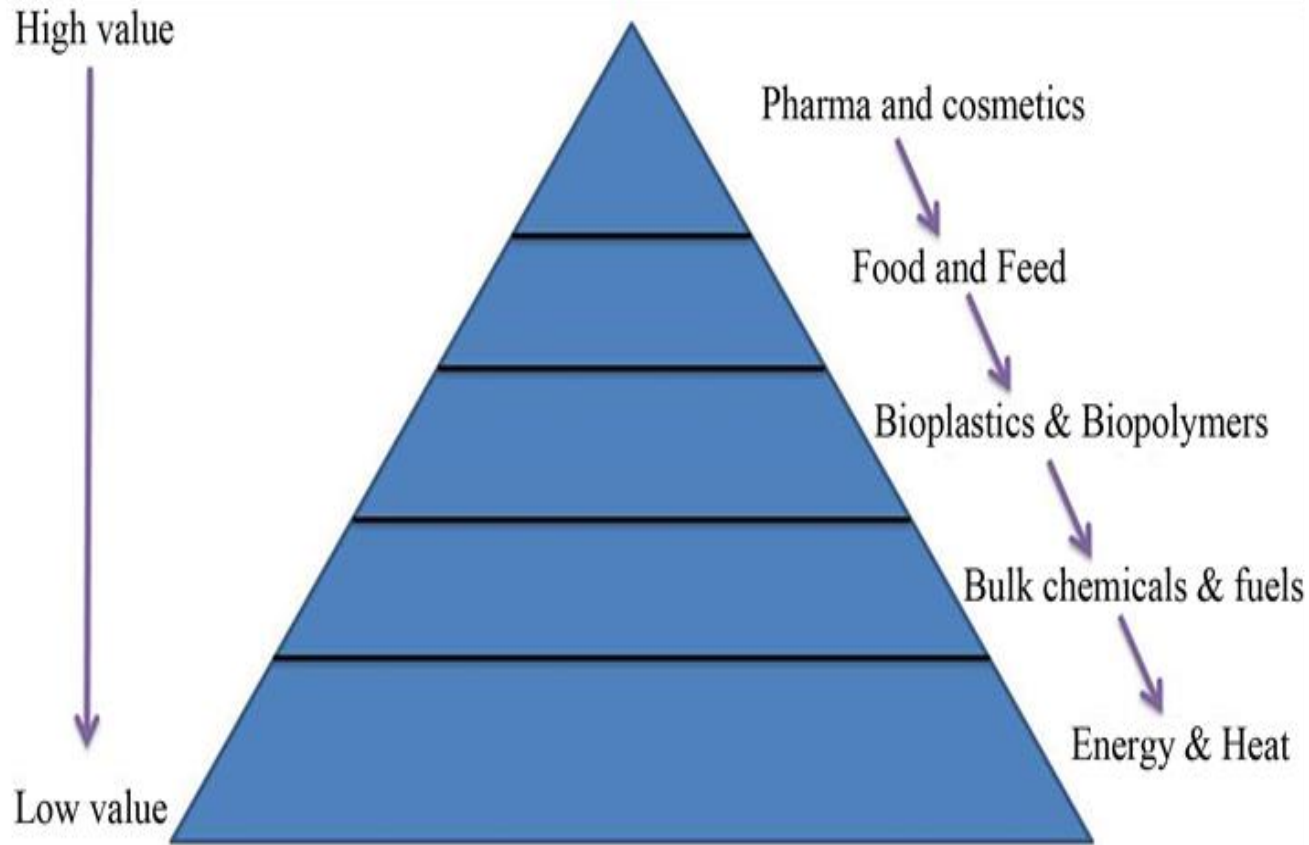 High value
Pharma and cosmetics
Food and Feed
Bioplastics & Biopolymers
Bulk chemicals & fuels
Energy & Heat
Low value